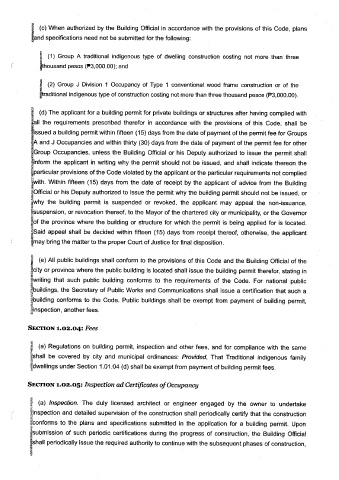 (c) When authorized by the Building Official in accordance with the provisions of this Code, plans
and specifications need not be submitted for the following:
(1) Group A traditional indigenous type of dwelling construction costing not more than three
thousand pesos (₱3,000.00); and
(2) Group J Division 1 Occupancy of Type 1 conventional wood frame construction or of the
traditional indigenous type of construction costing not more than three thousand pesos (₱3,000.00).
(d) The applicant for a building permit for private buildings or structures after having complied with
all the requirements prescribed therefor in accordance with the provisions of this Code, shall be
issued a building permit within fifteen (15) days from the date of payment of the permit fee for Groups
A and J Occupancies and within thirty (30) days from the date of payment of the permit fee for other
Group Occupancies, unless the Building Official or his Deputy authorized to issue the permit shall
inform the applicant in writing why the permit should not be issued, and shall indicate thereon the
particular provisions of the Code violated by the applicant or the particular requirements not complied
with. Within fifteen (15) days from the date of receipt by the applicant of advice from the Building
Official or his Deputy authorized to issue the permit why the building permit should not be issued, or
why the building permit is suspended or revoked, the applicant may appeal the non-issuance,
suspension, or revocation thereof, to the Mayor of the chartered city or municipality, or the Governor
of the province where the building or structure for which the permit is being applied for is located.
Said appeal shall be decided within fifteen (15) days from receipt thereof, otherwise, the applicant
may bring the matter to the proper Court of Justice for final disposition.
(e) All public buildings shall conform to the provisions of this Code and the Building Official of the
city or province where the public building is located shall issue the building permit therefor, stating in
writing that such public building conforms to the requirements of the Code. For national public
buildings, the Secretary of Public Works and Communications shall issue a certification that such a
building conforms to the Code. Public buildings shall be exempt from payment of building permit,
inspection, another fees.
SECTION 1.02.04: Fees
(e) Regulations on building permit, inspection and other fees, and for compliance with the same
shall be covered by city and municipal ordinances: Provided, That Traditional indigenous family
dwellings under Section 1.01.04 (d) shall be exempt from payment of building permit fees.
SECTION 1.02.05: Inspection ad Certificates of Occupancy
(a) Inspection. The duly licensed architect or engineer engaged by the owner to undertake
inspection and detailed supervision of the construction shall periodically certify that the construction
conforms to the plans and specifications submitted in the application for a building permit. Upon
submission of such periodic certifications during the progress of construction, the Building Official
shall periodically issue the required authority to continue with the subsequent phases of construction,